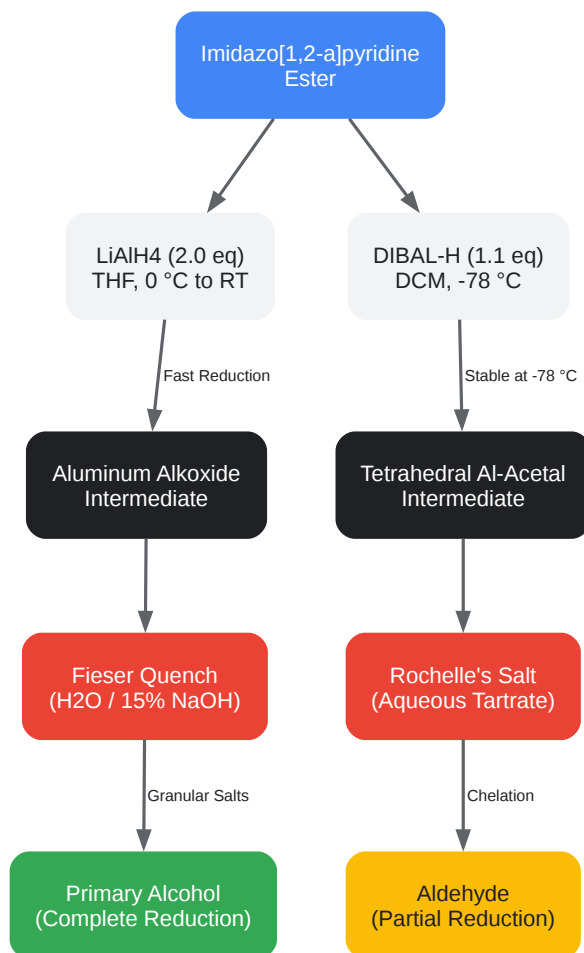 Imidazo[1,2-a]pyridine
Ester
LiAlH4 (2.0 eq)
THF, 0 °C to RT
DIBAL-H (1.1 eq)
DCM, -78 °C
Fast Reduction
Stable at -78 °C
Aluminum Alkoxide
Intermediate
Tetrahedral Al-Acetal
Intermediate
Fieser Quench
(H2O / 15% NaOH)
Rochelle's Salt
(Aqueous Tartrate)
Granular Salts
Chelation
Primary Alcohol
(Complete Reduction)
Aldehyde
(Partial Reduction)